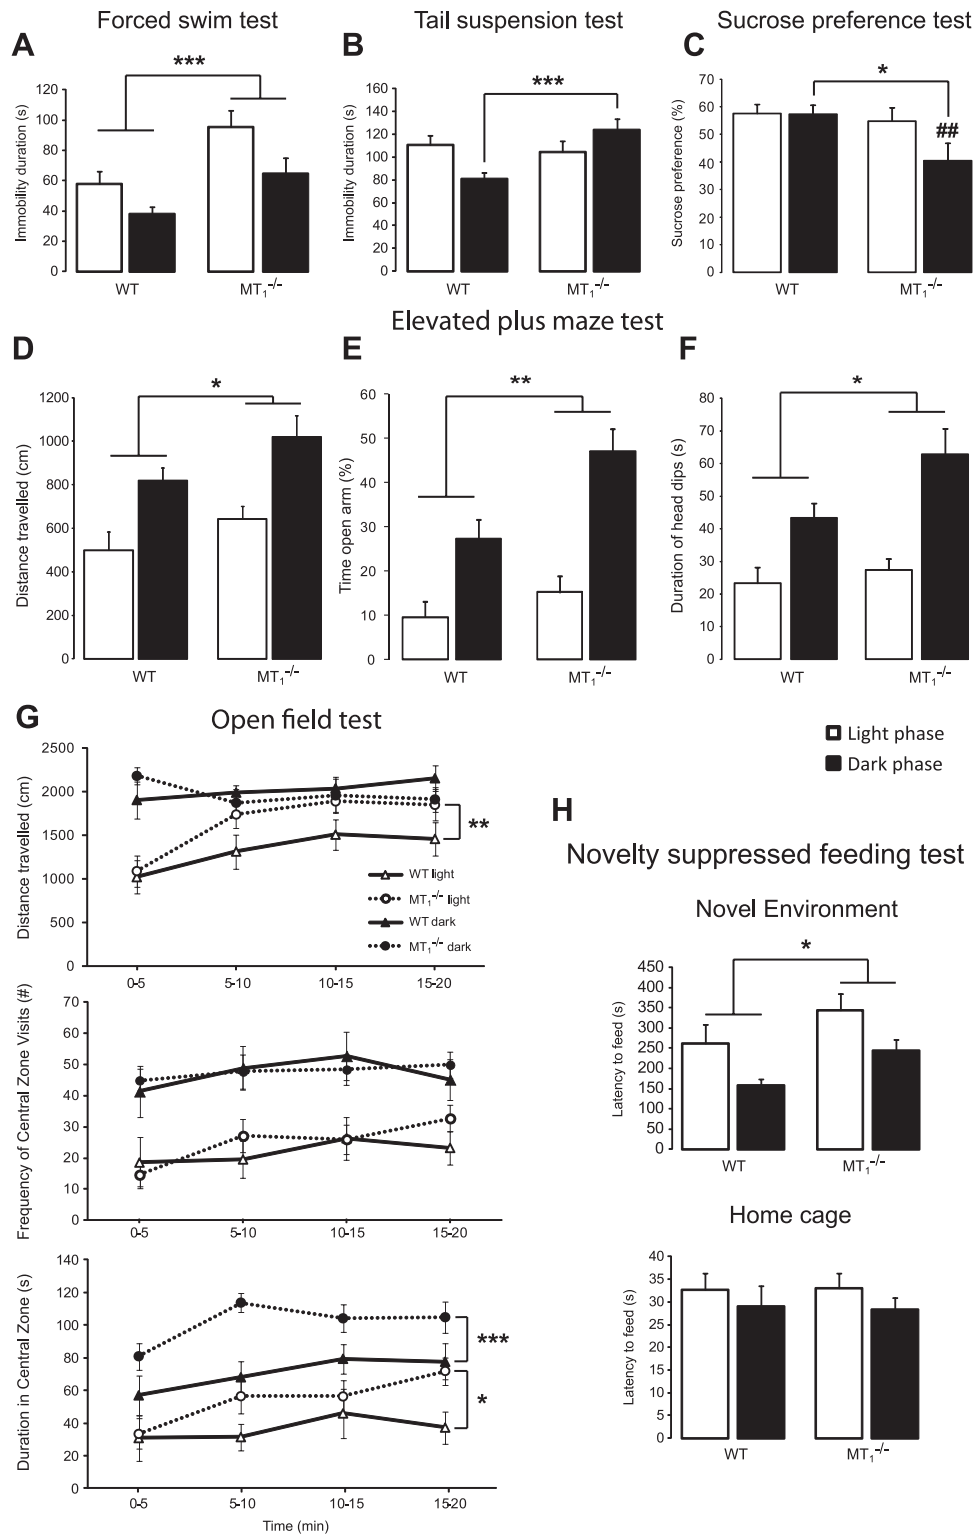 Forced swim test
Tail suspension test
Sucrose preference test
A
B
C
***
***
*
##
Immobility duration (s)
140
120
100
80
60
40
20
0
WT
MT₁⁻/⁻
Immobility duration (s)
160
140
120
100
80
60
40
20
0
WT
MT₁⁻/⁻
Sucrose preference (%)
70
60
50
40
30
20
10
0
WT
MT₁⁻/⁻
Elevated plus maze test
D
E
F
*
**
*
Distance travelled (cm)
1200
1000
800
600
400
200
0
WT
MT₁⁻/⁻
Time open arm (%)
60
50
40
30
20
10
0
WT
MT₁⁻/⁻
Duration of head dips (s)
80
70
60
50
40
30
20
10
0
WT
MT₁⁻/⁻
G
Open field test
Light phase
Dark phase
Distance travelled (cm)
2500
2000
1500
1000
500
0
**
WT light
MT₁⁻/⁻ light
WT dark
MT₁⁻/⁻ dark
0-5
5-10
10-15
15-20
Frequency of Central Zone Visits (#)
70
60
50
40
30
20
10
0
0-5
5-10
10-15
15-20
Duration in Central Zone (s)
140
120
100
80
60
40
20
0
***
*
0-5
5-10
10-15
15-20
Time (min)
H
Novelty suppressed feeding test
Novel Environment
*
Latency to feed (s)
450
400
350
300
250
200
150
100
50
0
WT
MT₁⁻/⁻
Home cage
Latency to feed (s)
40
35
30
25
20
15
10
5
0
WT
MT₁⁻/⁻